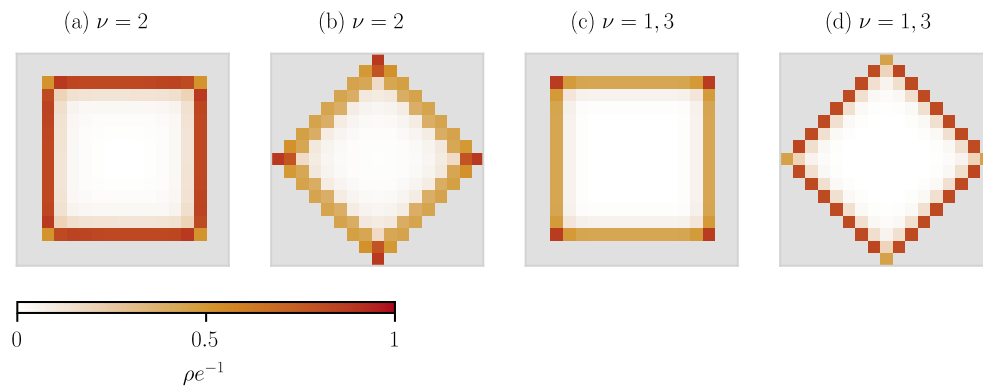 (a) ν = 2
(b) ν = 2
(c) ν = 1, 3
(d) ν = 1, 3
0
0.5
1
ρe⁻¹